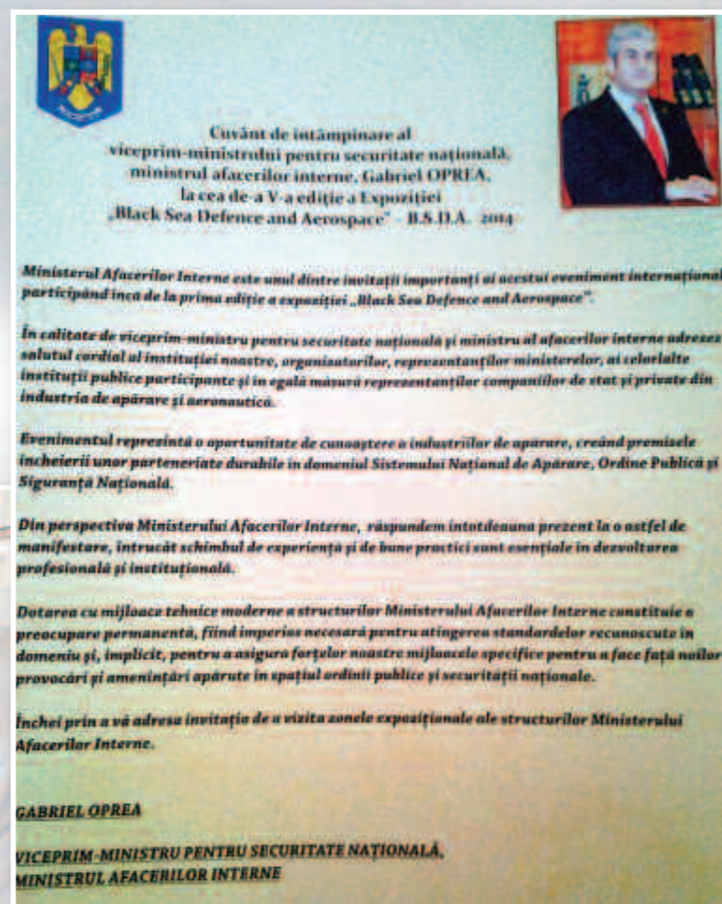 Cuvânt de întâmpinare al
viceprim-ministrului pentru securitate națională,
ministrul afacerilor interne, Gabriel OPREA,
la cea de-a V-a ediție a Expoziției
„Black Sea Defence and Aerospace” – B.S.D.A. 2014
Ministerul Afacerilor Interne este unul dintre invitații importanți ai acestui eveniment internațional
participând încă de la prima ediție a expoziției „Black Sea Defence and Aerospace”.
În calitate de viceprim-ministru pentru securitate națională și ministru al afacerilor interne adresez
salutul cordial al instituției noastre, organizatorilor, reprezentanților ministerelor, ai celorlalte
instituții publice participante și în egală măsură reprezentanților companiilor de stat și private din
industria de apărare și aeronautică.
Evenimentul reprezintă o oportunitate de cunoaștere a industriilor de apărare, creând premisele
încheierii unor parteneriate durabile în domeniul Sistemului Național de Apărare, Ordine Publică și
Siguranță Națională.
Din perspectiva Ministerului Afacerilor Interne, răspundem întotdeauna prezent la o astfel de
manifestare, întrucât schimbul de experiență și de bune practici sunt esențiale în dezvoltarea
profesională și instituțională.
Dotarea cu mijloace tehnice moderne a structurilor Ministerului Afacerilor Interne constituie o
preocupare permanentă, fiind imperios necesară pentru atingerea standardelor recunoscute în
domeniu și, implicit, pentru a asigura forțelor noastre mijloacele specifice pentru a face față noilor
provocări și amenințări apărute în spațiul ordinii publice și securității naționale.
Închei prin a vă adresa invitația de a vizita zonele expoziționale ale structurilor Ministerului
Afacerilor Interne.
GABRIEL OPREA
VICEPRIM-MINISTRU PENTRU SECURITATE NAȚIONALĂ,
MINISTRUL AFACERILOR INTERNE